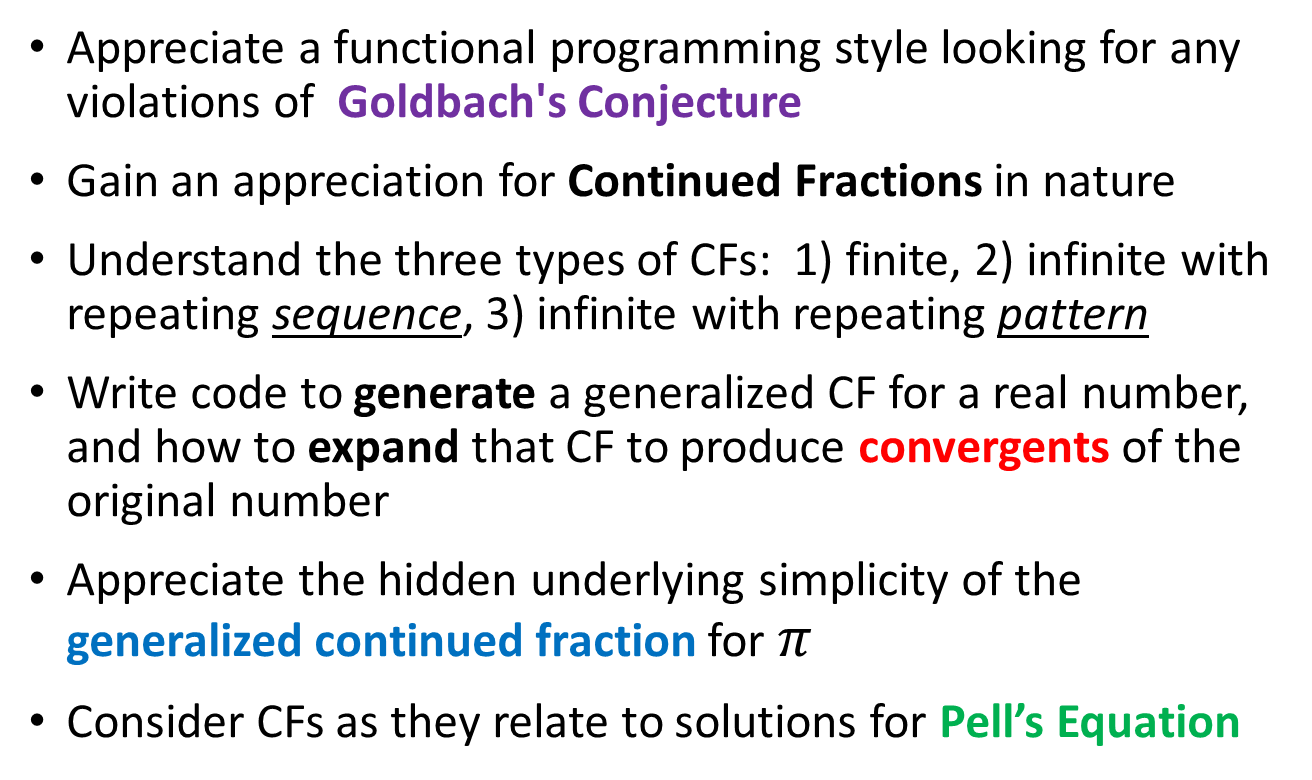 • Appreciate a functional programming style looking for any
violations of  Goldbach's Conjecture
• Gain an appreciation for Continued Fractions in nature
• Understand the three types of CFs:  1) finite, 2) infinite with
repeating sequence, 3) infinite with repeating pattern
• Write code to generate a generalized CF for a real number,
and how to expand that CF to produce convergents of the
original number
• Appreciate the hidden underlying simplicity of the
generalized continued fraction for 𝜋
• Consider CFs as they relate to solutions for Pell’s Equation